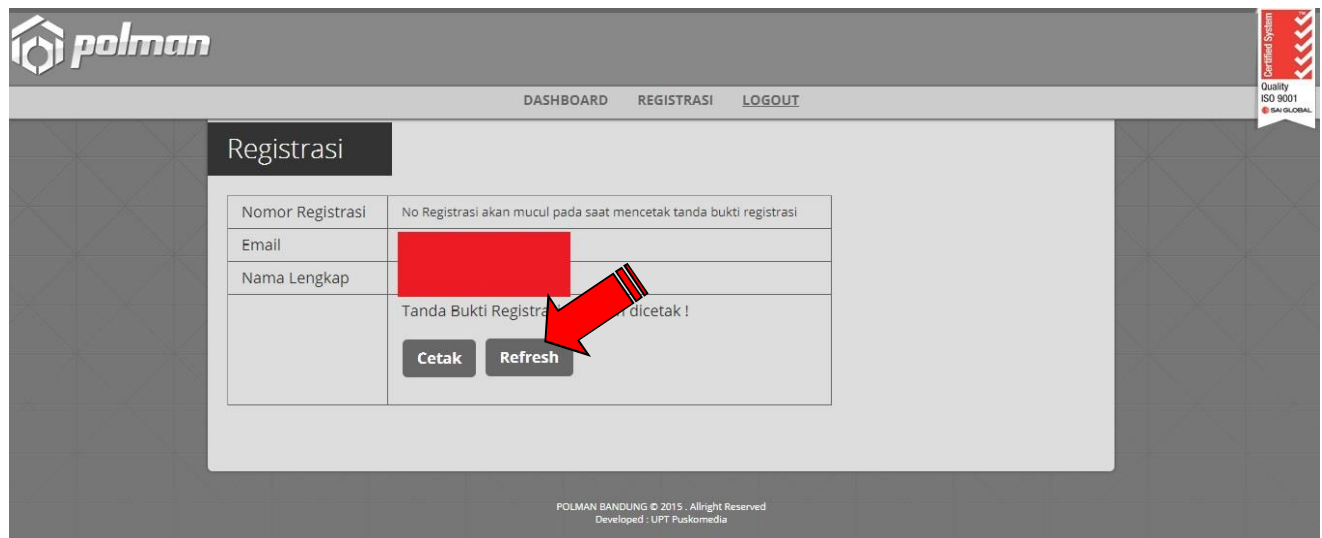 polman
Certified System
Quality
ISO 9001
SAI GLOBAL
DASHBOARD REGISTRASI LOGOUT
Registrasi
Nomor Registrasi No Registrasi akan mucul pada saat mencetak tanda bukti registrasi
Email
Nama Lengkap
Tanda Bukti dicetak !
Cetak Refresh
POLMAN BANDUNG © 2015 . Allright Reserved
Developed : UPT Puskomedia